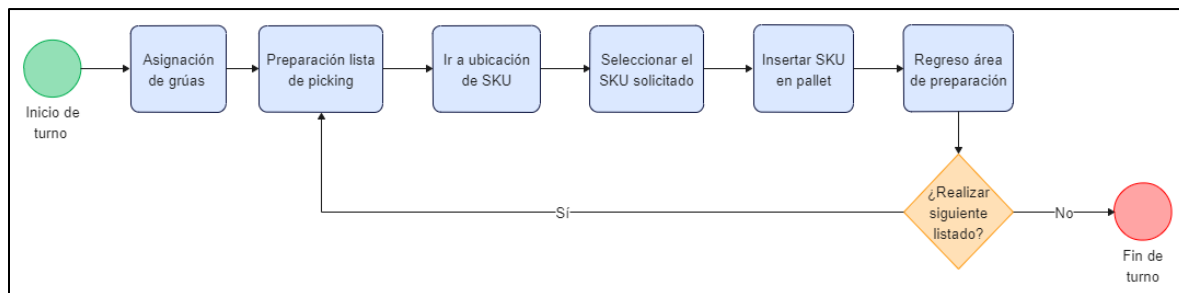 Inicio de
turno
Asignación
de grúas
Preparación lista
de picking
Ir a ubicación
de SKU
Seleccionar el
SKU solicitado
Insertar SKU
en pallet
Regreso área
de preparación
¿Realizar
siguiente
listado?
Sí
No
Fin de
turno